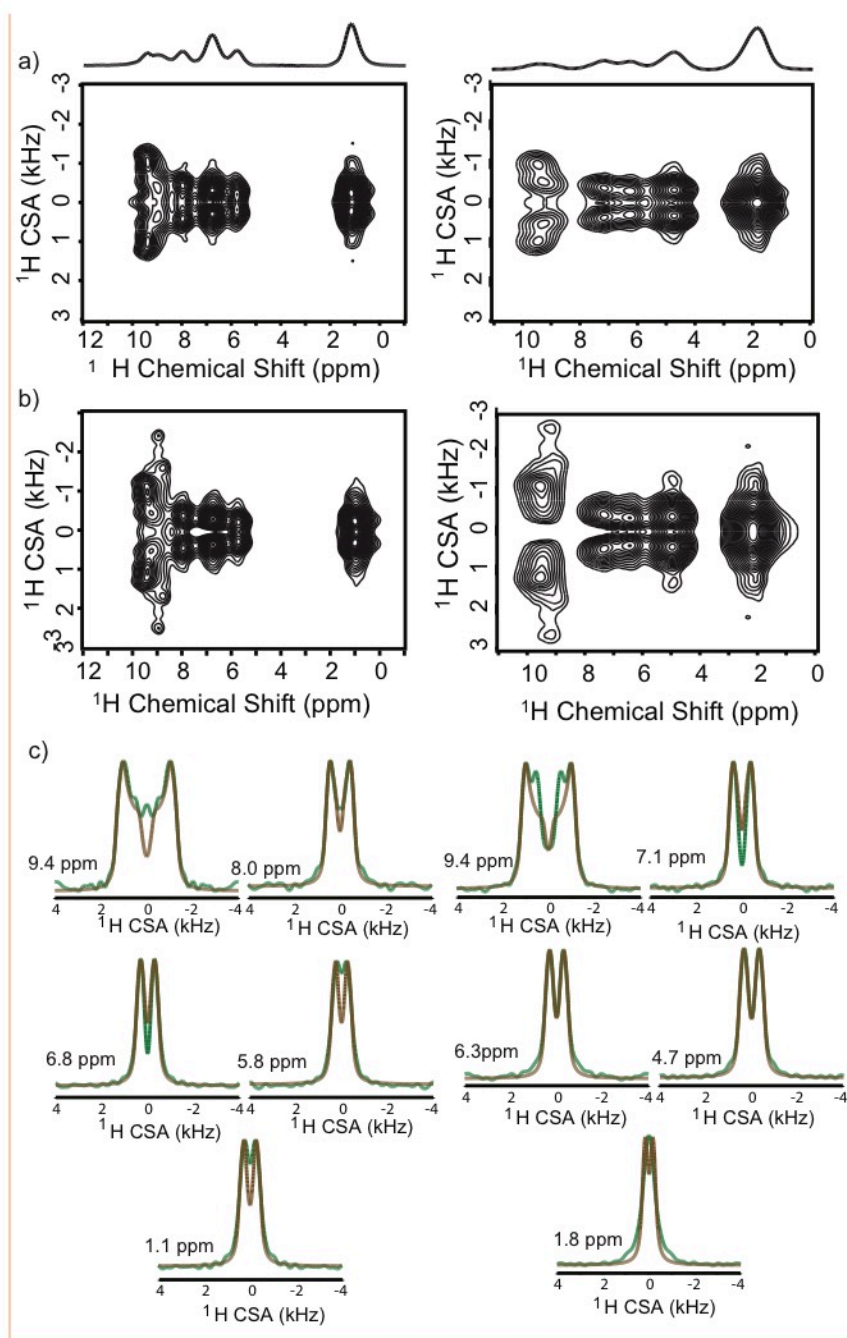 a)
-3
-2
-1
0
1
2
3
¹H CSA (kHz)
12 10 8 6 4 2 0
¹ H Chemical Shift (ppm)
-3
-2
-1
0
1
2
3
¹H CSA (kHz)
10 8 6 4 2 0
¹H Chemical Shift (ppm)
b)
-2
-1
0
1
2
3
-3
¹H CSA (kHz)
12 10 8 6 4 2 0
¹H Chemical Shift (ppm)
-3
-2
-1
0
1
2
3
¹H CSA (kHz)
10 8 6 4 2 0
¹H Chemical Shift (ppm)
c)
9.4 ppm
4 2 0 -2 -4
¹H CSA (kHz)
8.0 ppm
4 2 0 -2 -4
¹H CSA (kHz)
9.4 ppm
4 2 0 -2 -4
¹H CSA (kHz)
7.1 ppm
4 2 0 -2 -4
¹H CSA (kHz)
6.8 ppm
4 2 0 -2 -4
¹H CSA (kHz)
5.8 ppm
4 2 0 -2 -4
¹H CSA (kHz)
6.3ppm
4 2 0 -2 -4
¹H CSA (kHz)
4.7 ppm
4 2 0 -2 -4
¹H CSA (kHz)
1.1 ppm
4 2 0 -2 -4
¹H CSA (kHz)
1.8 ppm
4 2 0 -2 -4
¹H CSA (kHz)